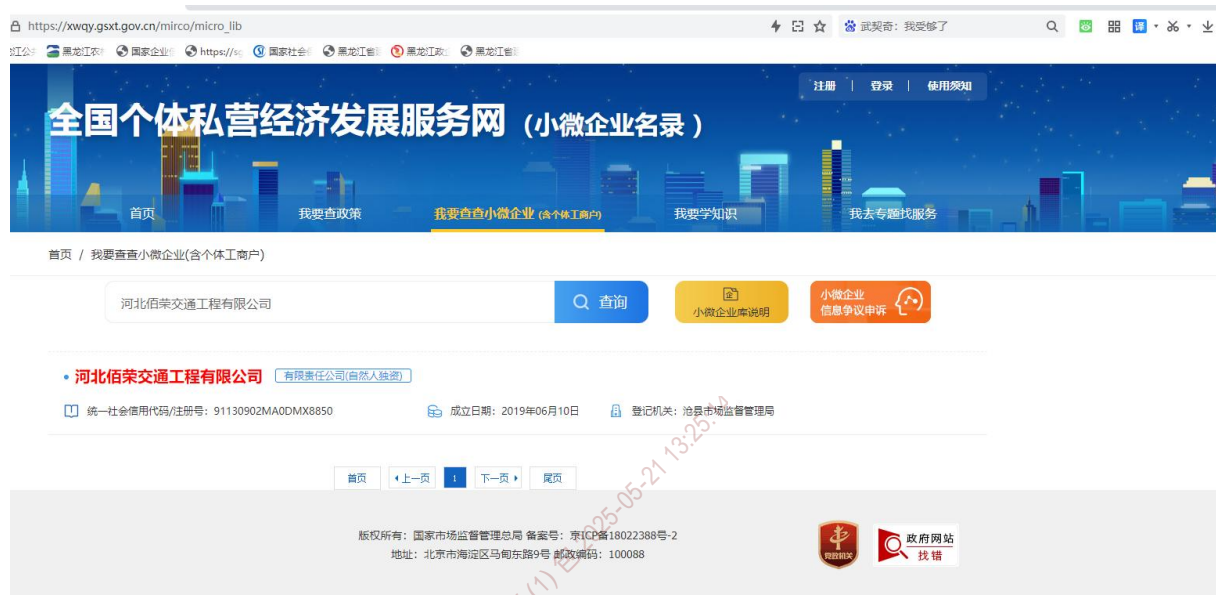 https://xwqy.gsxt.gov.cn/mirco/micro_lib
武契奇：我受够了
译
黑龙江农
国家企业
https://
国家社会
黑龙江省
黑龙江政
黑龙江省
注册 | 登录 | 使用须知
全国个体私营经济发展服务网（小微企业名录）
首页 我要查政策 我要查查小微企业(含个体工商户) 我要学知识 我去专题找服务
首页 / 我要查查小微企业(含个体工商户)
河北佰荣交通工程有限公司
查询
企
小微企业库说明
小微企业
信息争议申诉
河北佰荣交通工程有限公司 有限责任公司(自然人独资)
统一社会信用代码/注册号：91130902MA0DMX8850 成立日期：2019年06月10日 登记机关：沧县市场监督管理局
首页 上一页 1 下一页 尾页
版权所有：国家市场监督管理总局 备案号：京ICP备18022388号-2
地址：北京市海淀区马甸东路9号 邮政编码：100088
党政机关
政府网站
找错
(1) 2025-05-21 13:25:14